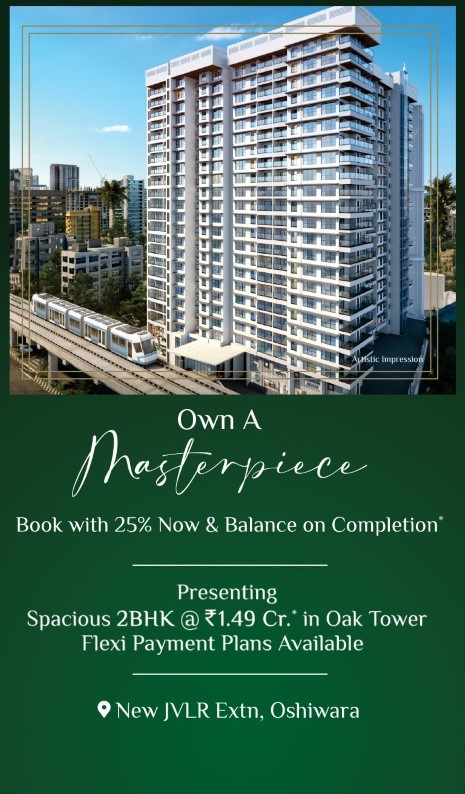 Artistic Impression
Own A
Masterpiece
Book with 25% Now & Balance on Completion*
Presenting
Spacious 2BHK @ ₹1.49 Cr.* in Oak Tower
Flexi Payment Plans Available
New JVLR Extn, Oshiwara